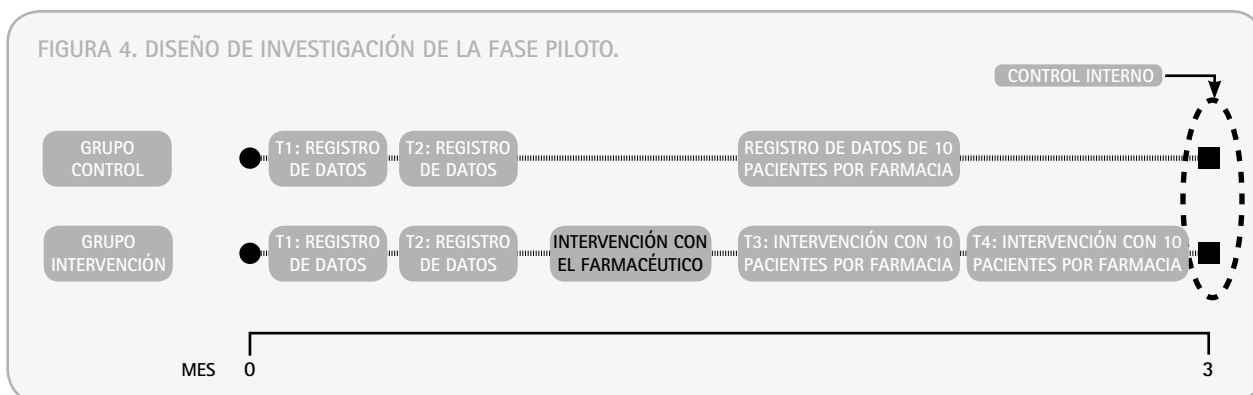 FIGURA 4. DISEÑO DE INVESTIGACIÓN DE LA FASE PILOTO.
CONTROL INTERNO
GRUPO
CONTROL
T1: REGISTRO
DE DATOS
T2: REGISTRO
DE DATOS
REGISTRO DE DATOS DE 10
PACIENTES POR FARMACIA
GRUPO
INTERVENCIÓN
T1: REGISTRO
DE DATOS
T2: REGISTRO
DE DATOS
INTERVENCIÓN CON
EL FARMACÉUTICO
T3: INTERVENCIÓN CON 10
PACIENTES POR FARMACIA
T4: INTERVENCIÓN CON 10
PACIENTES POR FARMACIA
MES 0 3